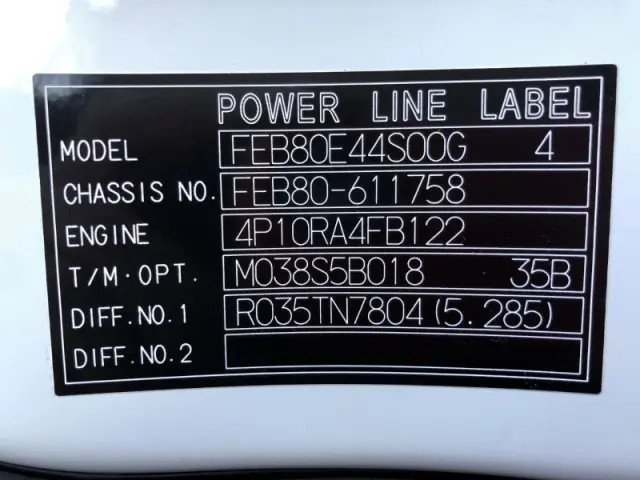 POWER LINE LABEL
MODEL FEB80E44S00G 4
CHASSIS NO. FEB80-611758
ENGINE 4P10RA4FB122
T/M·OPT. M038S5B018 35B
DIFF.NO.1 R035TN7804(5.285)
DIFF.NO.2